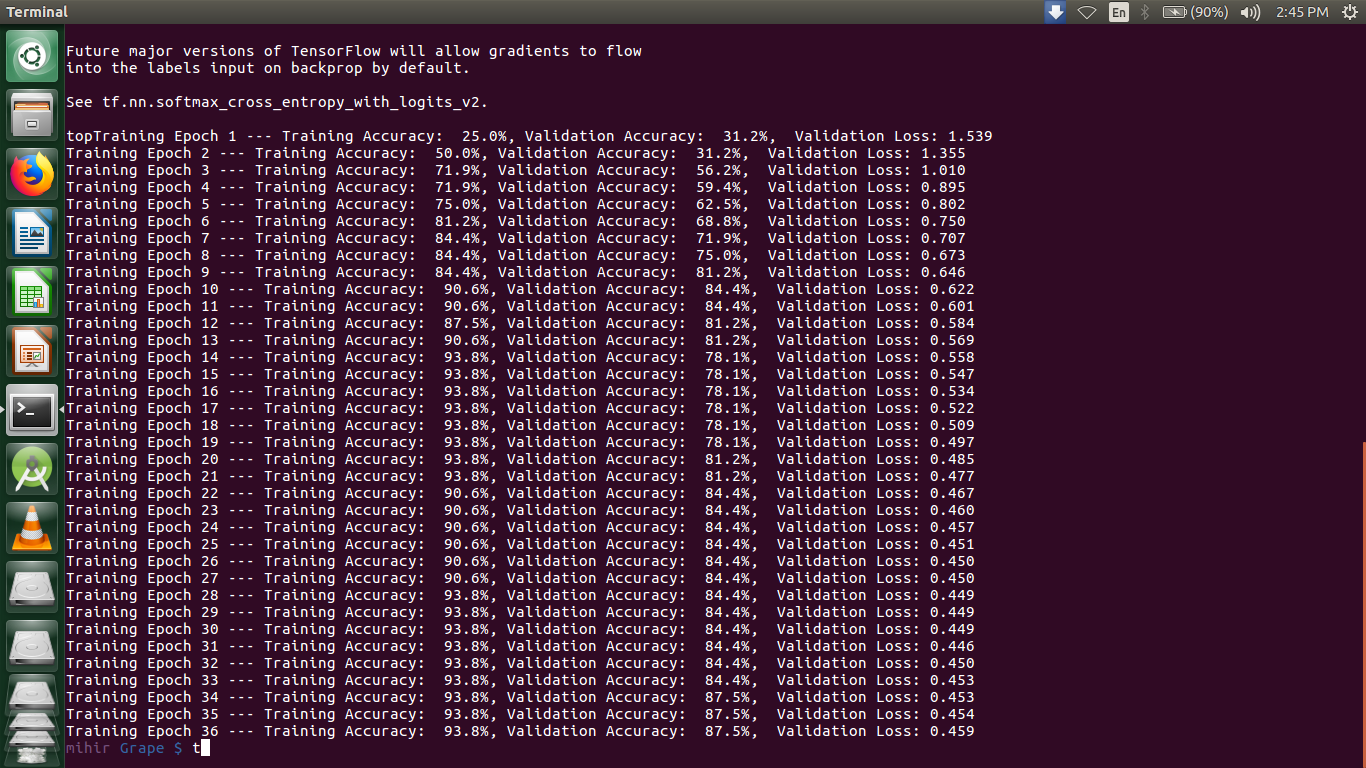 Terminal
En
(90%)
2:45 PM
Future major versions of TensorFlow will allow gradients to flow
into the labels input on backprop by default.
See tf.nn.softmax_cross_entropy_with_logits_v2.
topTraining Epoch 1 --- Training Accuracy:  25.0%, Validation Accuracy:  31.2%,  Validation Loss: 1.539
Training Epoch 2 --- Training Accuracy:  50.0%, Validation Accuracy:  31.2%,  Validation Loss: 1.355
Training Epoch 3 --- Training Accuracy:  71.9%, Validation Accuracy:  56.2%,  Validation Loss: 1.010
Training Epoch 4 --- Training Accuracy:  71.9%, Validation Accuracy:  59.4%,  Validation Loss: 0.895
Training Epoch 5 --- Training Accuracy:  75.0%, Validation Accuracy:  62.5%,  Validation Loss: 0.802
Training Epoch 6 --- Training Accuracy:  81.2%, Validation Accuracy:  68.8%,  Validation Loss: 0.750
Training Epoch 7 --- Training Accuracy:  84.4%, Validation Accuracy:  71.9%,  Validation Loss: 0.707
Training Epoch 8 --- Training Accuracy:  84.4%, Validation Accuracy:  75.0%,  Validation Loss: 0.673
Training Epoch 9 --- Training Accuracy:  84.4%, Validation Accuracy:  81.2%,  Validation Loss: 0.646
Training Epoch 10 --- Training Accuracy:  90.6%, Validation Accuracy:  84.4%,  Validation Loss: 0.622
Training Epoch 11 --- Training Accuracy:  90.6%, Validation Accuracy:  84.4%,  Validation Loss: 0.601
Training Epoch 12 --- Training Accuracy:  87.5%, Validation Accuracy:  81.2%,  Validation Loss: 0.584
Training Epoch 13 --- Training Accuracy:  90.6%, Validation Accuracy:  81.2%,  Validation Loss: 0.569
Training Epoch 14 --- Training Accuracy:  93.8%, Validation Accuracy:  78.1%,  Validation Loss: 0.558
Training Epoch 15 --- Training Accuracy:  93.8%, Validation Accuracy:  78.1%,  Validation Loss: 0.547
Training Epoch 16 --- Training Accuracy:  93.8%, Validation Accuracy:  78.1%,  Validation Loss: 0.534
Training Epoch 17 --- Training Accuracy:  93.8%, Validation Accuracy:  78.1%,  Validation Loss: 0.522
Training Epoch 18 --- Training Accuracy:  93.8%, Validation Accuracy:  78.1%,  Validation Loss: 0.509
Training Epoch 19 --- Training Accuracy:  93.8%, Validation Accuracy:  78.1%,  Validation Loss: 0.497
Training Epoch 20 --- Training Accuracy:  93.8%, Validation Accuracy:  81.2%,  Validation Loss: 0.485
Training Epoch 21 --- Training Accuracy:  93.8%, Validation Accuracy:  81.2%,  Validation Loss: 0.477
Training Epoch 22 --- Training Accuracy:  90.6%, Validation Accuracy:  84.4%,  Validation Loss: 0.467
Training Epoch 23 --- Training Accuracy:  90.6%, Validation Accuracy:  84.4%,  Validation Loss: 0.460
Training Epoch 24 --- Training Accuracy:  90.6%, Validation Accuracy:  84.4%,  Validation Loss: 0.457
Training Epoch 25 --- Training Accuracy:  90.6%, Validation Accuracy:  84.4%,  Validation Loss: 0.451
Training Epoch 26 --- Training Accuracy:  90.6%, Validation Accuracy:  84.4%,  Validation Loss: 0.450
Training Epoch 27 --- Training Accuracy:  90.6%, Validation Accuracy:  84.4%,  Validation Loss: 0.450
Training Epoch 28 --- Training Accuracy:  93.8%, Validation Accuracy:  84.4%,  Validation Loss: 0.449
Training Epoch 29 --- Training Accuracy:  93.8%, Validation Accuracy:  84.4%,  Validation Loss: 0.449
Training Epoch 30 --- Training Accuracy:  93.8%, Validation Accuracy:  84.4%,  Validation Loss: 0.449
Training Epoch 31 --- Training Accuracy:  93.8%, Validation Accuracy:  84.4%,  Validation Loss: 0.446
Training Epoch 32 --- Training Accuracy:  93.8%, Validation Accuracy:  84.4%,  Validation Loss: 0.450
Training Epoch 33 --- Training Accuracy:  93.8%, Validation Accuracy:  84.4%,  Validation Loss: 0.453
Training Epoch 34 --- Training Accuracy:  93.8%, Validation Accuracy:  87.5%,  Validation Loss: 0.453
Training Epoch 35 --- Training Accuracy:  93.8%, Validation Accuracy:  87.5%,  Validation Loss: 0.454
Training Epoch 36 --- Training Accuracy:  93.8%, Validation Accuracy:  87.5%,  Validation Loss: 0.459
mihir Grape $ t